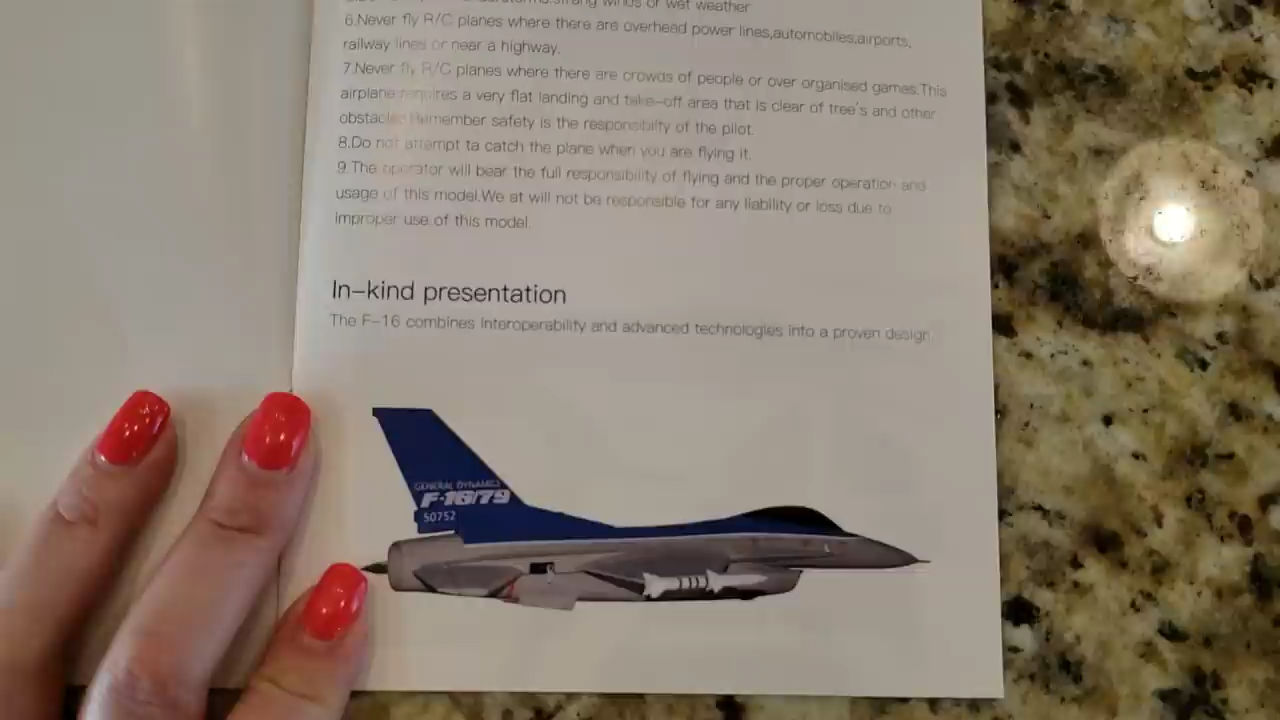 winds or wet weather
6.Never fly R/C planes where there are overhead power lines,automobiles,airports,
railway lines or near a highway.
7.Never fly R/C planes where there are crowds of people or over organised games.This
airplane requires a very flat landing and take-off area that is clear of tree's and other
obstacles Remember safety is the responsibilty of the pilot.
8.Do not attempt ta catch the plane when you are flying it.
9.The operator will bear the full responsibility of flying and the proper operation and
usage of this model.We at will not be responsible for any liability or loss due to
improper use of this model.
In-kind presentation
The F-16 combines interoperability and advanced technologies into a proven design.
GENERAL DYNAMICS
F-16/79
50752